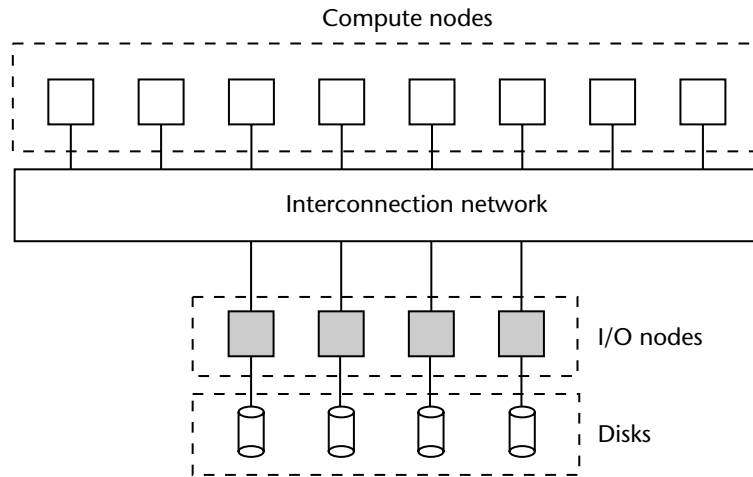 Compute nodes
Interconnection network
I/O nodes
Disks